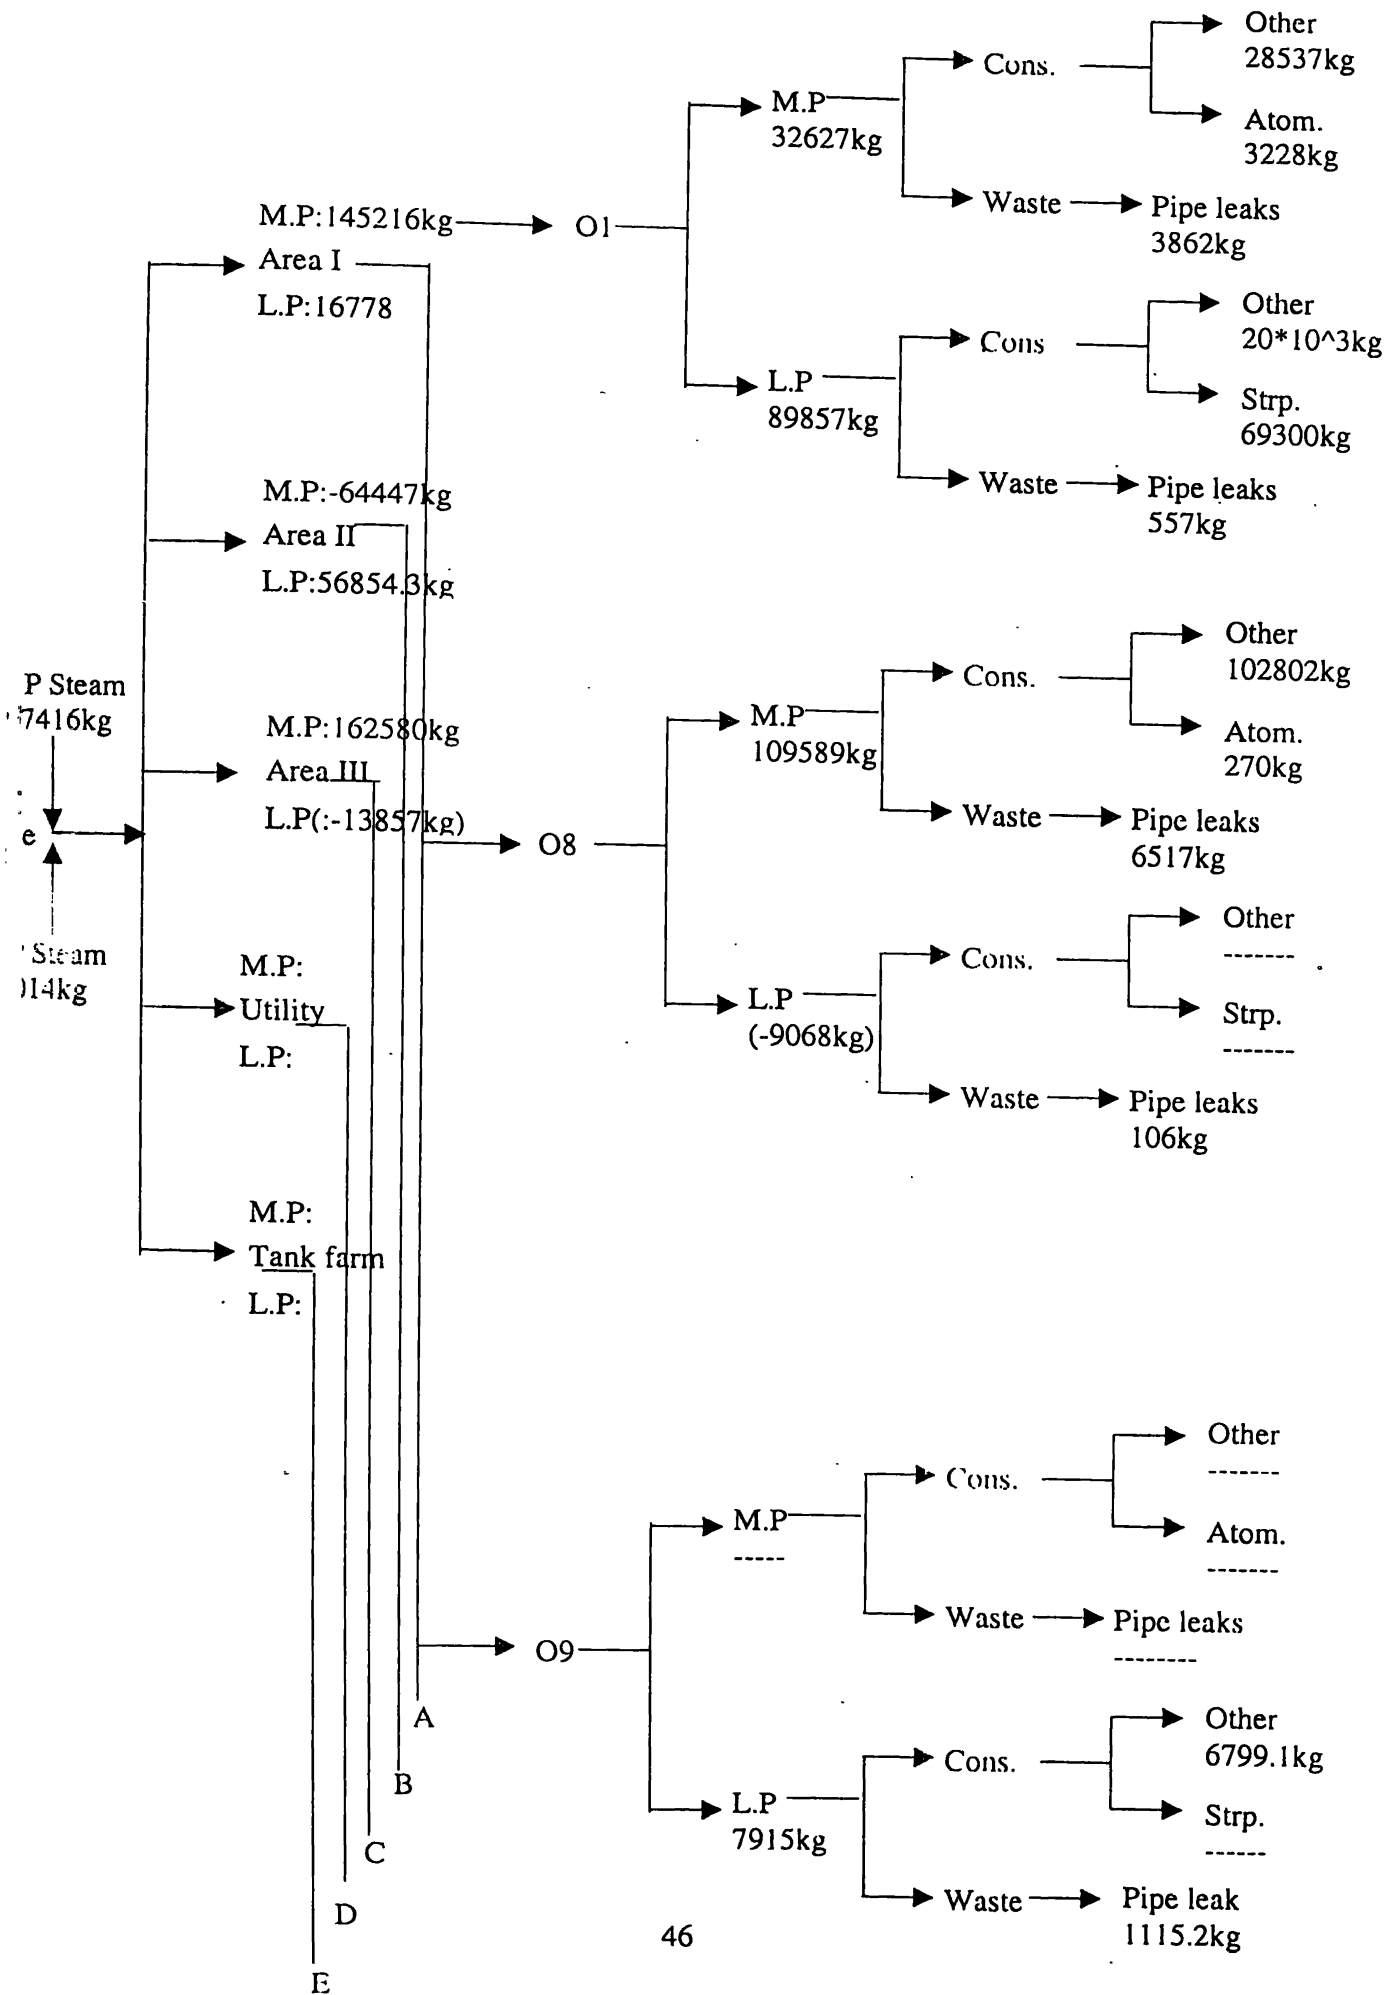 P Steam
7416kg
e
Steam
14kg
M.P:145216kg
Area I
L.P:16778
M.P:-64447kg
Area II
L.P:56854.3kg
M.P:162580kg
Area III
L.P(:-13857kg)
M.P:
Utility
L.P:
M.P:
Tank farm
L.P:
A
B
C
D
E
O1
M.P
32627kg
Cons.
Other
28537kg
Atom.
3228kg
Waste
Pipe leaks
3862kg
L.P
89857kg
Cons
Other
20*10^3kg
Strp.
69300kg
Waste
Pipe leaks
557kg
O8
M.P
109589kg
Cons.
Other
102802kg
Atom.
270kg
Waste
Pipe leaks
6517kg
L.P
(-9068kg)
Cons.
Other
-------
Strp.
-------
Waste
Pipe leaks
106kg
O9
M.P
-----
Cons.
Other
-------
Atom.
-------
Waste
Pipe leaks
--------
L.P
7915kg
Cons.
Other
6799.1kg
Strp.
------
Waste
Pipe leak
1115.2kg
46